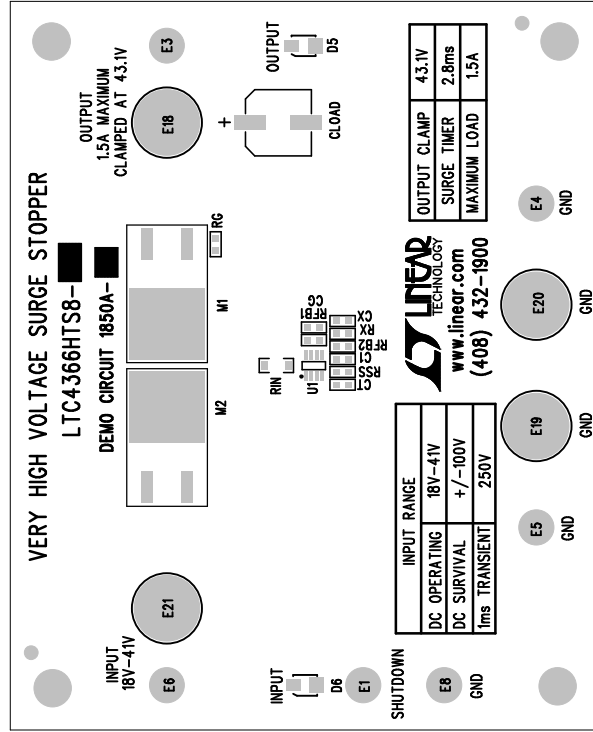 VERY HIGH VOLTAGE SURGE STOPPER
LTC4366HTS8-
DEMO CIRCUIT 1850A-
INPUT
18V-41V
E6
E21
M2
M1
RG
OUTPUT
1.5A MAXIMUM
CLAMPED AT 43.1V
E18
E3
INPUT
D6
E1
SHUTDOWN
E8
GND
RIN
U1
RFB1
CG
CT
RSS
C1
RFB2
RX
CX
+
CLOAD
OUTPUT
D5
INPUT RANGE
DC OPERATING 18V-41V
DC SURVIVAL +/-100V
1ms TRANSIENT 250V
LINEAR
TECHNOLOGY
www.linear.com
(408) 432-1900
OUTPUT CLAMP 43.1V
SURGE TIMER 2.8ms
MAXIMUM LOAD 1.5A
E5
GND
E19
GND
E20
GND
E4
GND